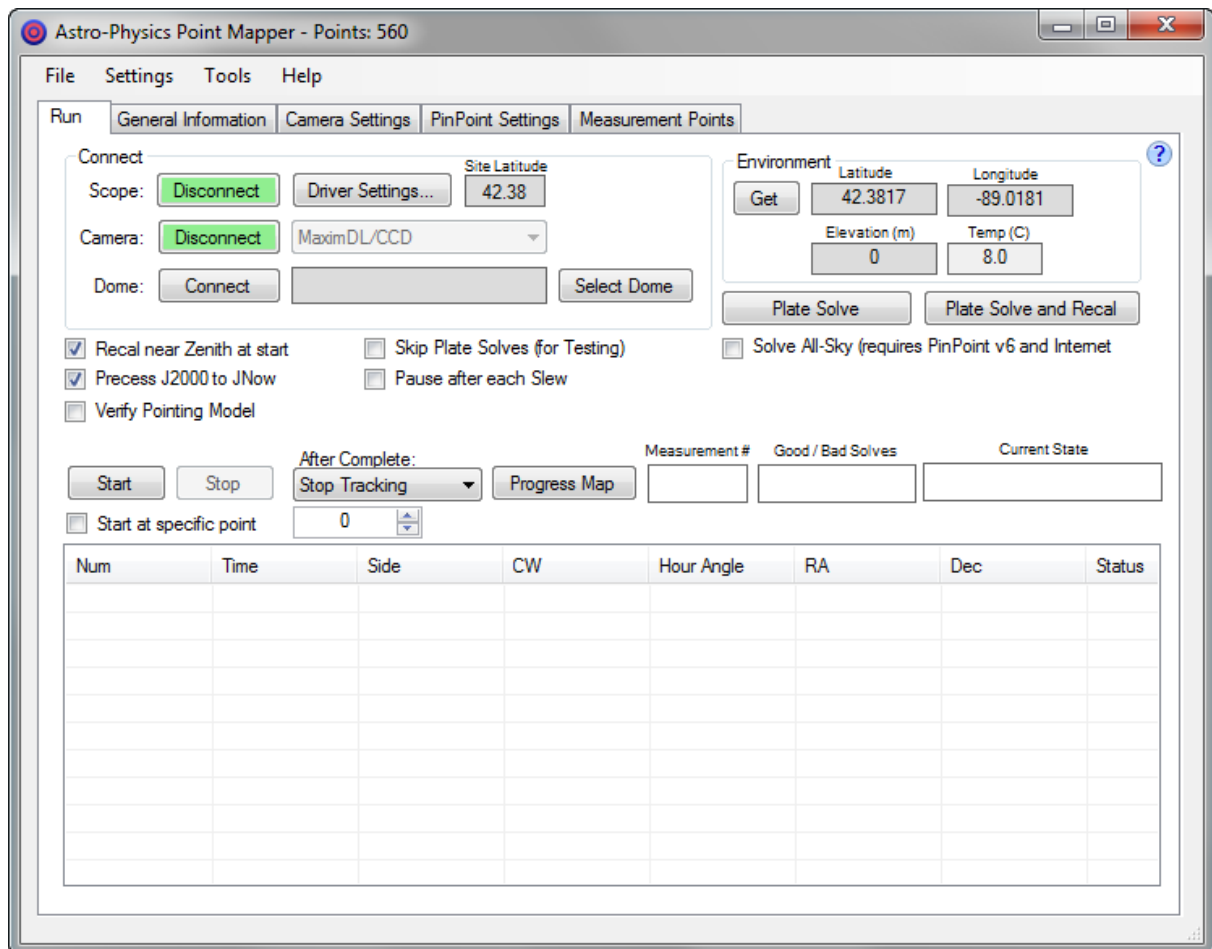 Astro-Physics Point Mapper - Points: 560
File Settings Tools Help
Run General Information Camera Settings PinPoint Settings Measurement Points
Connect
Site Latitude
Scope: Disconnect Driver Settings... 42.38
Camera: Disconnect MaximDL/CCD
Dome: Connect Select Dome
Environment
Latitude Longitude
Get 42.3817 -89.0181
Elevation (m) Temp (C)
0 8.0
Plate Solve Plate Solve and Recal
Recal near Zenith at start Skip Plate Solves (for Testing) Solve All-Sky (requires PinPoint v6 and Internet
Precess J2000 to JNow Pause after each Slew
Verify Pointing Model
After Complete: Measurement # Good / Bad Solves Current State
Start Stop Stop Tracking Progress Map
Start at specific point 0
Num Time Side CW Hour Angle RA Dec Status